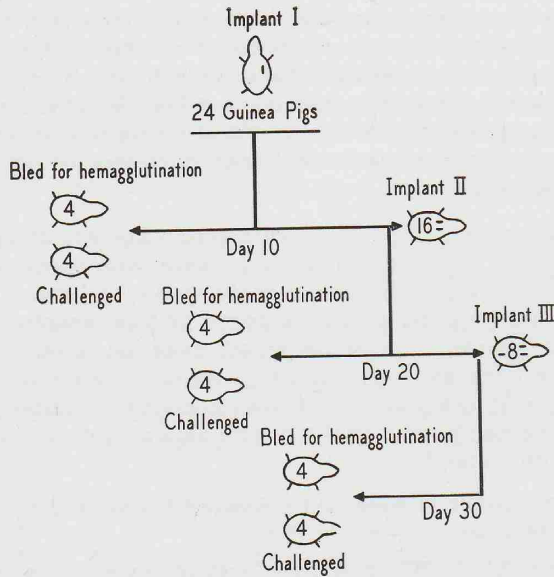 Implant I
24 Guinea Pigs
Bled for hemagglutination
4
Day 10
Implant II
16
4
Challenged
Bled for hemagglutination
4
Day 20
Implant III
8
4
Challenged
Bled for hemagglutination
4
Day 30
4
Challenged